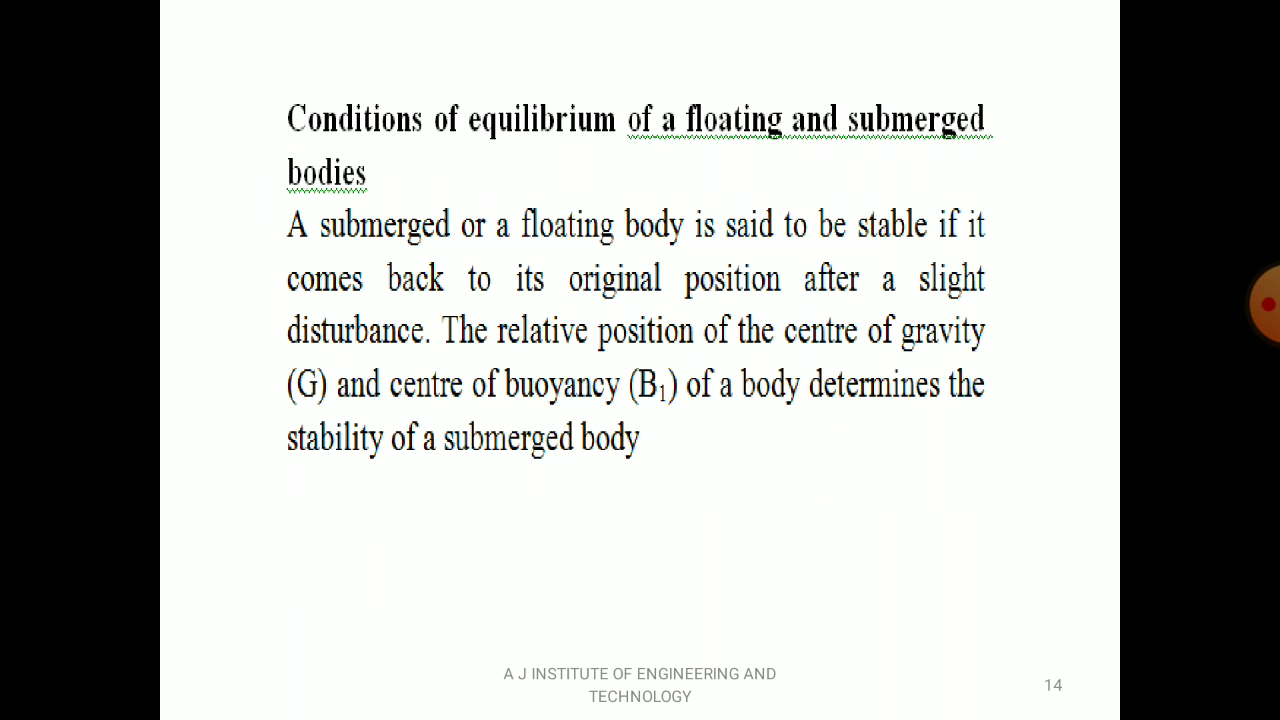 Conditions of equilibrium of a floating and submerged
bodies
A submerged or a floating body is said to be stable if it
comes back to its original position after a slight
disturbance. The relative position of the centre of gravity
(G) and centre of buoyancy (B₁) of a body determines the
stability of a submerged body
A J INSTITUTE OF ENGINEERING AND
TECHNOLOGY
14